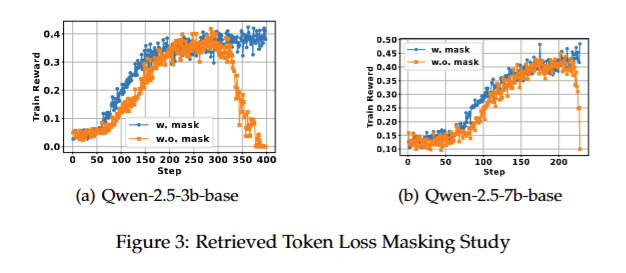 Train Reward
0.4
0.3
0.2
0.1
0.0
w. mask
w.o. mask
0 50 100 150 200 250 300 350 400
Step
(a) Qwen-2.5-3b-base
Train Reward
0.50
0.45
0.40
0.35
0.30
0.25
0.20
0.15
0.10
w. mask
w.o. mask
0 50 100 150 200
Step
(b) Qwen-2.5-7b-base
Figure 3: Retrieved Token Loss Masking Study